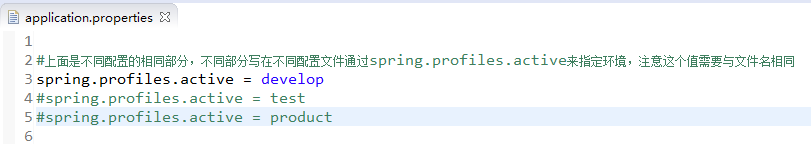 application.properties
1
2 #上面是不同配置的相同部分，不同部分写在不同配置文件通过spring.profiles.active来指定环境，注意这个值需要与文件名相同
3 spring.profiles.active = develop
4 #spring.profiles.active = test
5 #spring.profiles.active = product
6